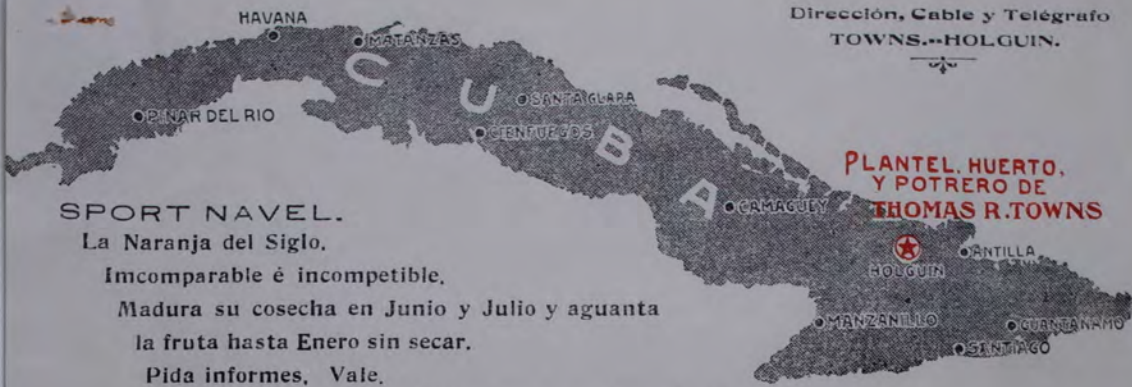 Dirección, Cable y Telégrafo
TOWNS.--HOLGUIN.
HAVANA
MATANZAS
CUBA
SANTA CLARA
PINAR DEL RIO
CIENFUEGOS
PLANTEL, HUERTO,
Y POTRERO DE
THOMAS R. TOWNS
CAMAGUEY
ANTILLA
HOLGUIN
MANZANILLO
GUANTANAMO
SANTIAGO
SPORT NAVEL.
La Naranja del Siglo.
Imcomparable é incompetible.
Madura su cosecha en Junio y Julio y aguanta
la fruta hasta Enero sin secar.
Pida informes, Vale.